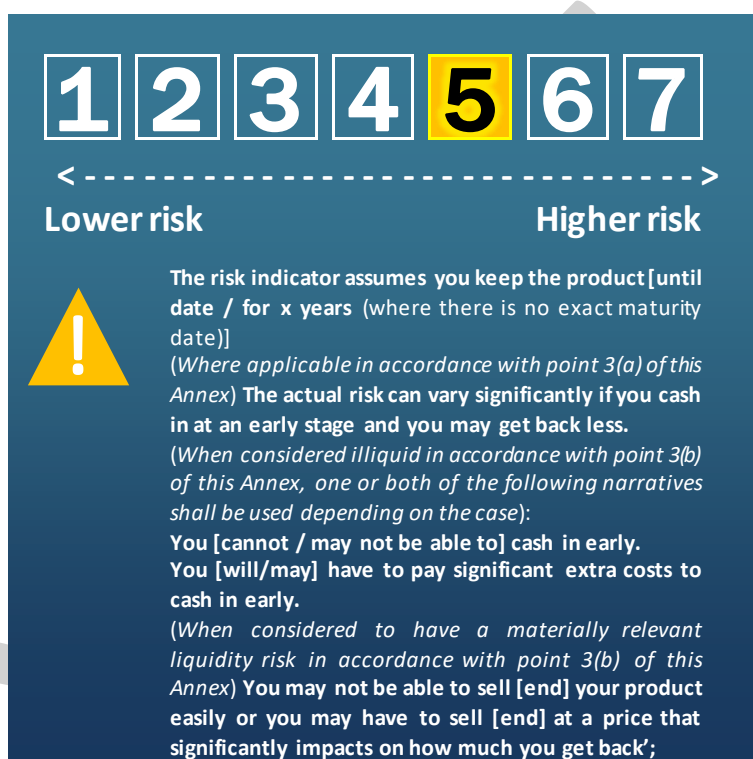 1 2 3 4 5 6 7
< - - - - - - - - - - - - - - - - - - - - - - - - - - - - - - - >
Lower risk Higher risk
!
The risk indicator assumes you keep the product [until
date / for x years (where there is no exact maturity
date)]
(Where applicable in accordance with point 3(a) of this
Annex) The actual risk can vary significantly if you cash
in at an early stage and you may get back less.
(When considered illiquid in accordance with point 3(b)
of this Annex, one or both of the following narratives
shall be used depending on the case):
You [cannot / may not be able to] cash in early.
You [will/may] have to pay significant extra costs to
cash in early.
(When considered to have a materially relevant
liquidity risk in accordance with point 3(b) of this
Annex) You may not be able to sell [end] your product
easily or you may have to sell [end] at a price that
significantly impacts on how much you get back’;